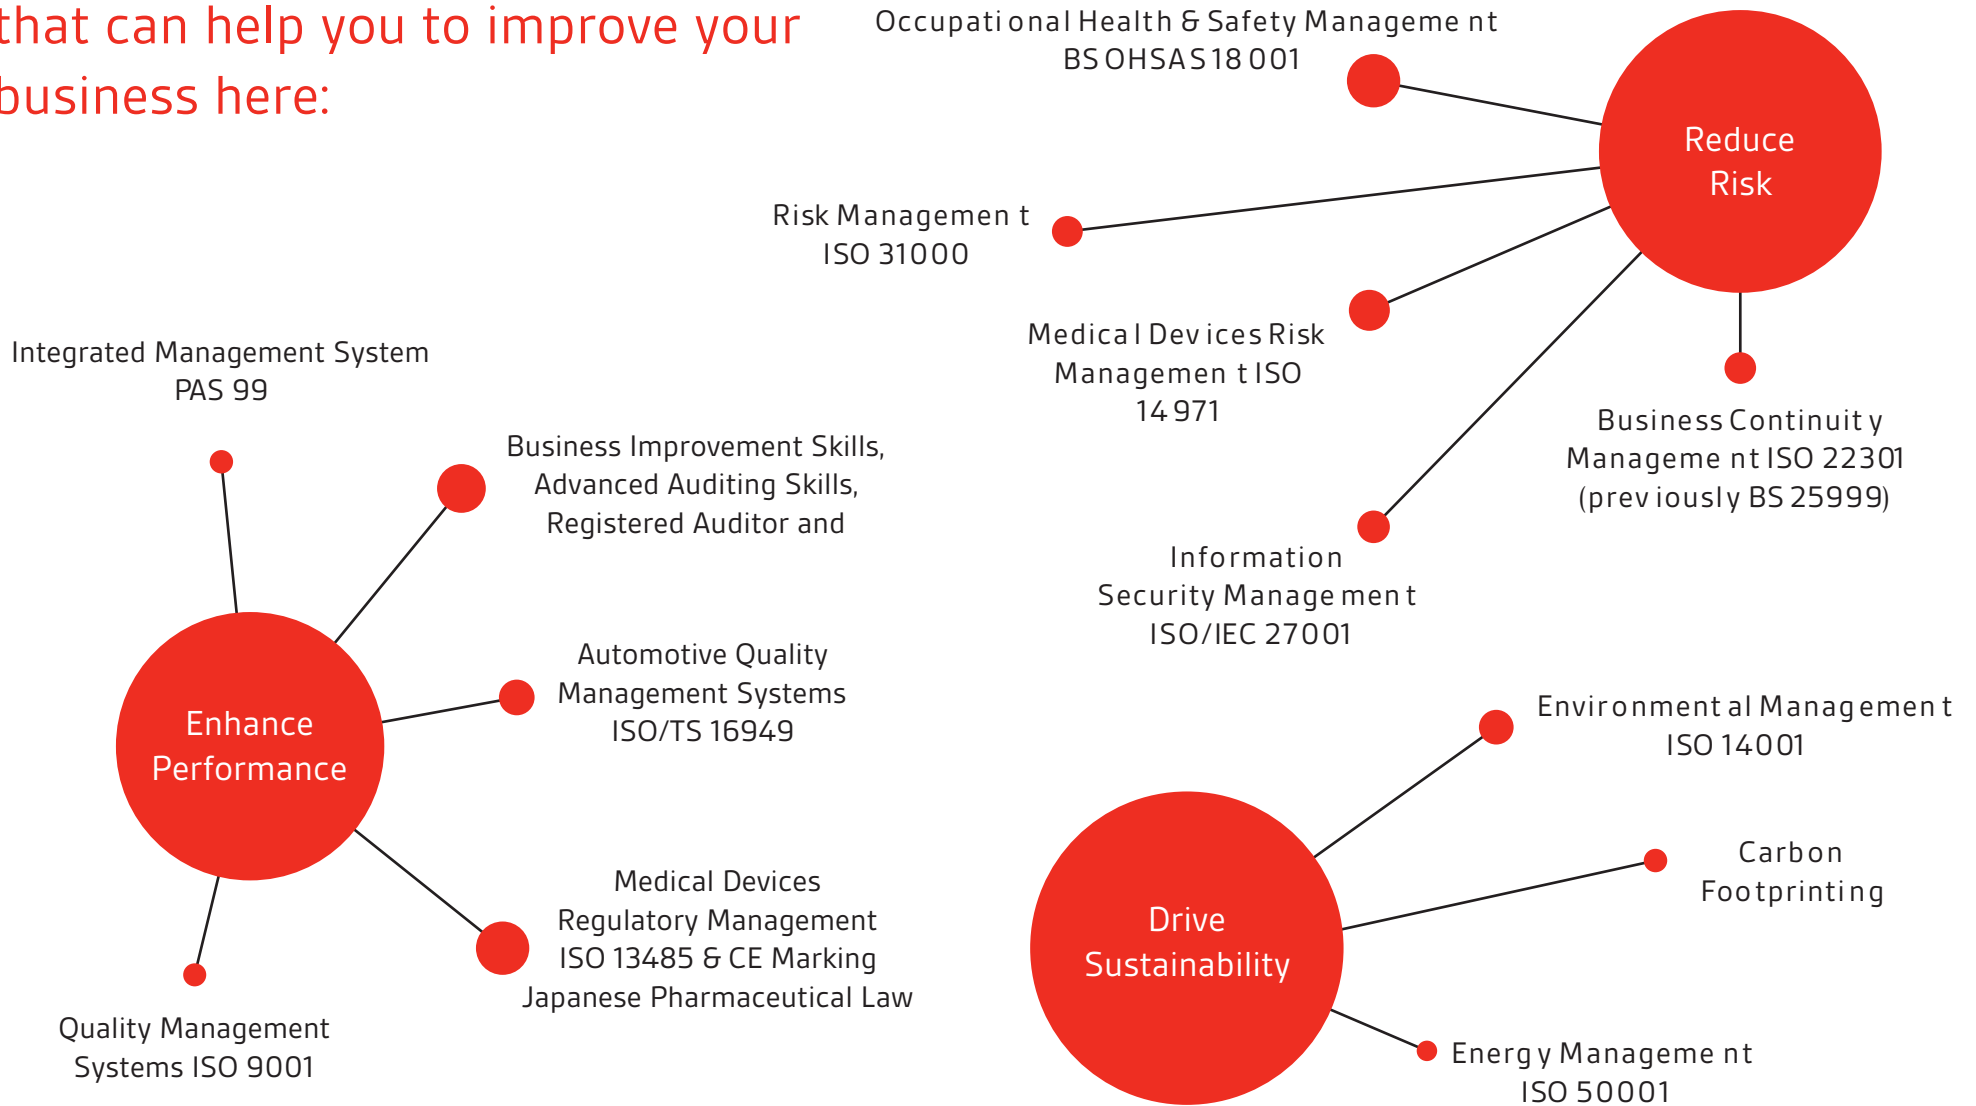 that can help you to improve your
business here:
Occupational Health & Safety Management
BS OHSAS 18001
Reduce
Risk
Risk Management
ISO 31000
Medical Devices Risk
Management ISO
14971
Business Continuity
Management ISO 22301
(previously BS 25999)
Information
Security Management
ISO/IEC 27001
Integrated Management System
PAS 99
Business Improvement Skills,
Advanced Auditing Skills,
Registered Auditor and
Automotive Quality
Management Systems
ISO/TS 16949
Enhance
Performance
Medical Devices
Regulatory Management
ISO 13485 & CE Marking
Japanese Pharmaceutical Law
Quality Management
Systems ISO 9001
Environmental Management
ISO 14001
Carbon
Footprinting
Drive
Sustainability
Energy Management
ISO 50001